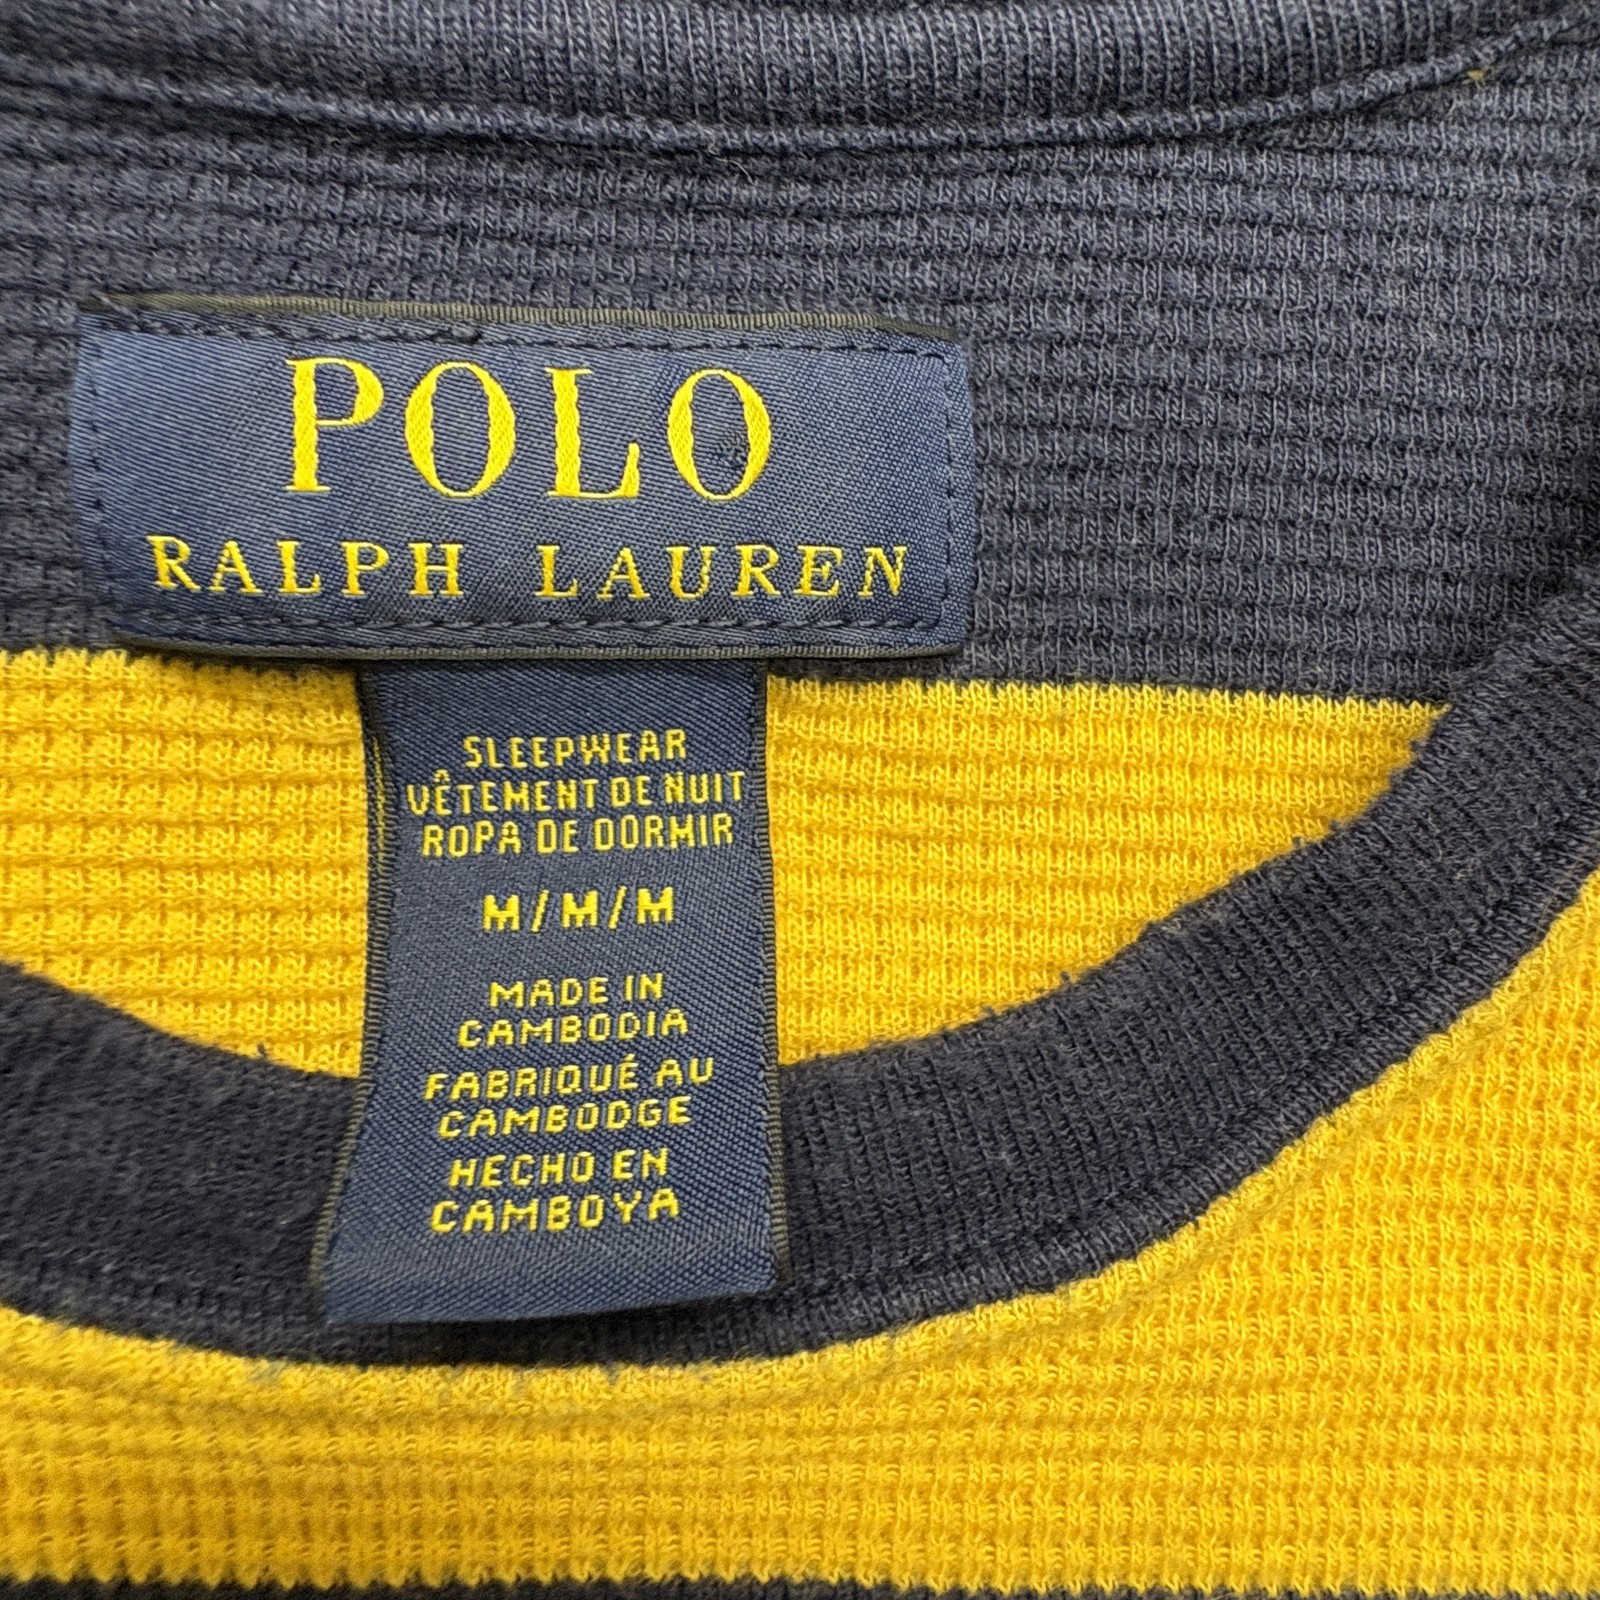 POLO
RALPH LAUREN
SLEEPWEAR
VÊTEMENT DE NUIT
ROPA DE DORMIR
M/M/M
MADE IN
CAMBODIA
FABRIQUÉ AU
CAMBODGE
HECHO EN
CAMBOYA